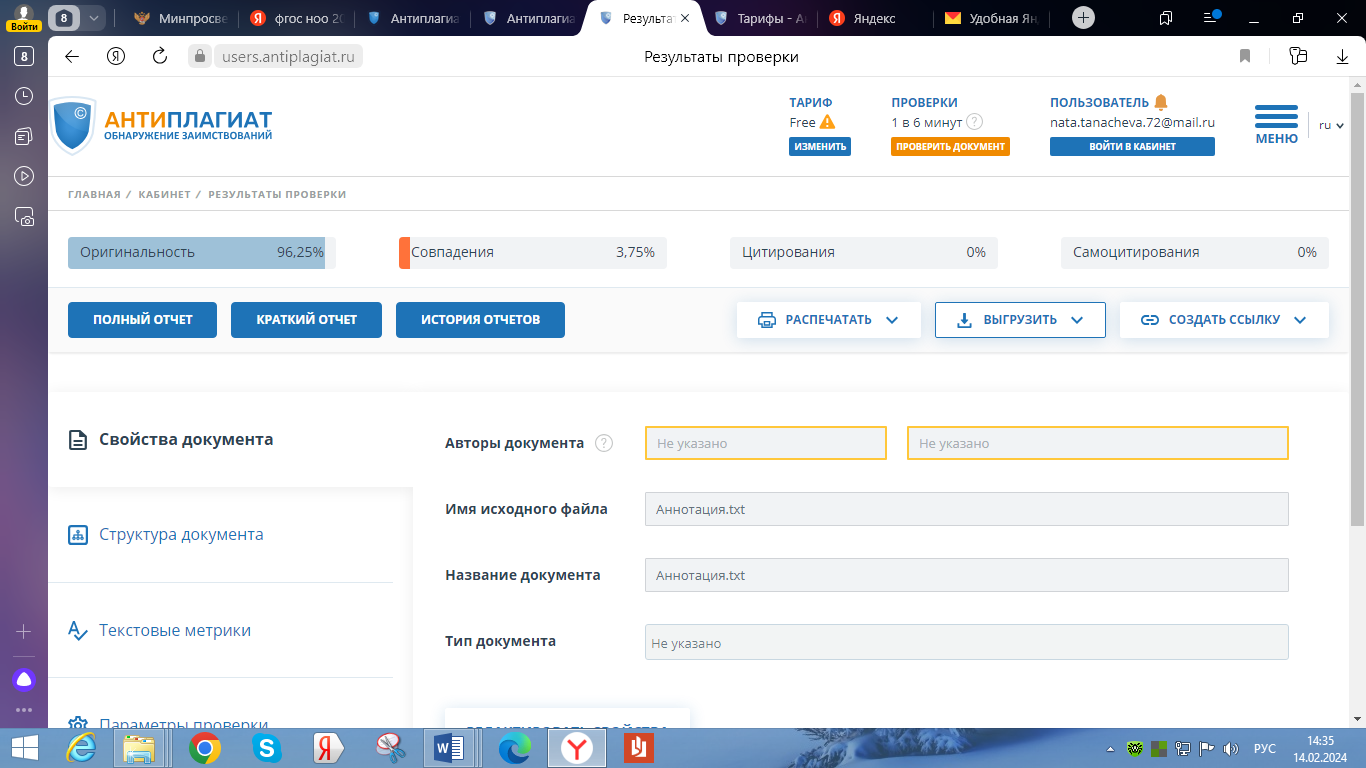 Войти
8
Минпросве
фгос ноо 20
Антиплагиа
Антиплагиа
Результат
Тарифы - А
Яндекс
Удобная Ян
8
users.antiplagiat.ru
Результаты проверки
АНТИПЛАГИАТ
ОБНАРУЖЕНИЕ ЗАИМСТВОВАНИЙ
ТАРИФ
Free
ИЗМЕНИТЬ
ПРОВЕРКИ
1 в 6 минут ?
ПРОВЕРИТЬ ДОКУМЕНТ
ПОЛЬЗОВАТЕЛЬ
nata.tanacheva.72@mail.ru
ВОЙТИ В КАБИНЕТ
МЕНЮ
ru
ГЛАВНАЯ / КАБИНЕТ / РЕЗУЛЬТАТЫ ПРОВЕРКИ
Оригинальность 96,25%
Совпадения 3,75%
Цитирования 0%
Самоцитирования 0%
ПОЛНЫЙ ОТЧЕТ
КРАТКИЙ ОТЧЕТ
ИСТОРИЯ ОТЧЕТОВ
РАСПЕЧАТАТЬ
ВЫГРУЗИТЬ
СОЗДАТЬ ССЫЛКУ
Свойства документа
Структура документа
Текстовые метрики
Параметры проверки
Авторы документа ?
Не указано
Не указано
Имя исходного файла
Аннотация.txt
Название документа
Аннотация.txt
Тип документа
Не указано
РЕДАКТИРОВАТЬ СВОЙСТВА
РУС
14:35
14.02.2024